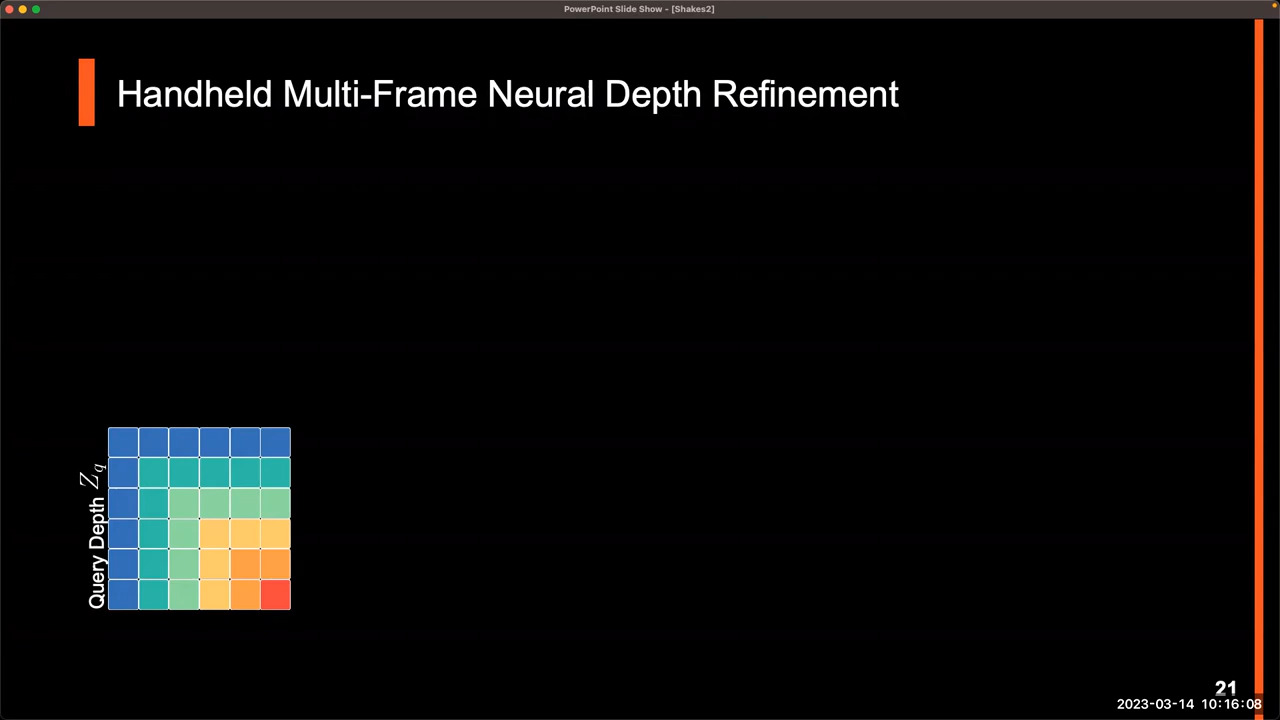 PowerPoint Slide Show - [Shakes2]
Handheld Multi-Frame Neural Depth Refinement
Query Depth Z_q
21
2023-03-14 10:16:08